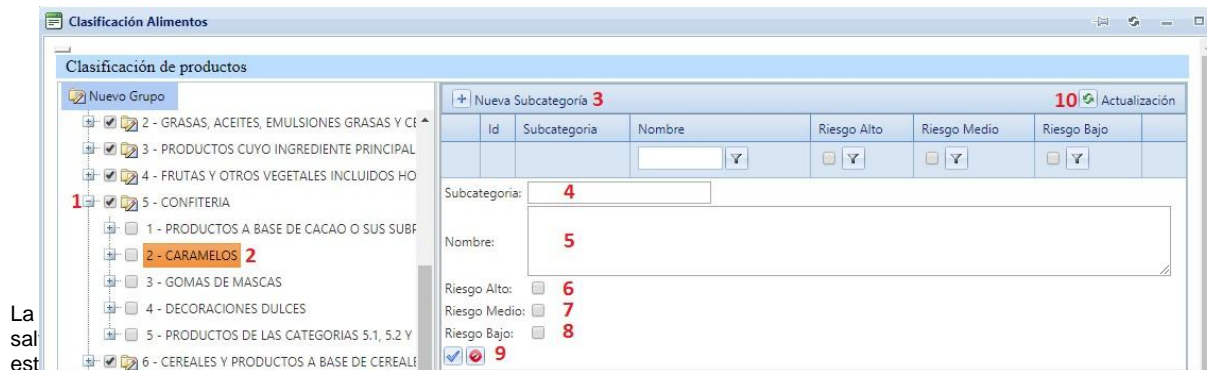 Clasificación Alimentos
Clasificación de productos
Nuevo Grupo
2 - GRASAS, ACEITES, EMULSIONES GRASAS Y
3 - PRODUCTOS CUYO INGREDIENTE PRINCIPAL
4 - FRUTAS Y OTROS VEGETALES INCLUIDOS HO
1 5 - CONFITERIA
1 - PRODUCTOS A BASE DE CACAO O SUS
2 - CARAMELOS 2
3 - GOMAS DE MASCAS
4 - DECORACIONES DULCES
5 - PRODUCTOS DE LAS CATEGORIAS 5.1, 5.2 Y
6 - CEREALES Y PRODUCTOS A BASE DE
Nueva Subcategoría 3 10 Actualización
Id Subcategoria Nombre Riesgo Alto Riesgo Medio Riesgo Bajo
Subcategoria: 4
Nombre: 5
Riesgo Alto: 6
Riesgo Medio: 7
Riesgo Bajo: 8
9
La
sal
est